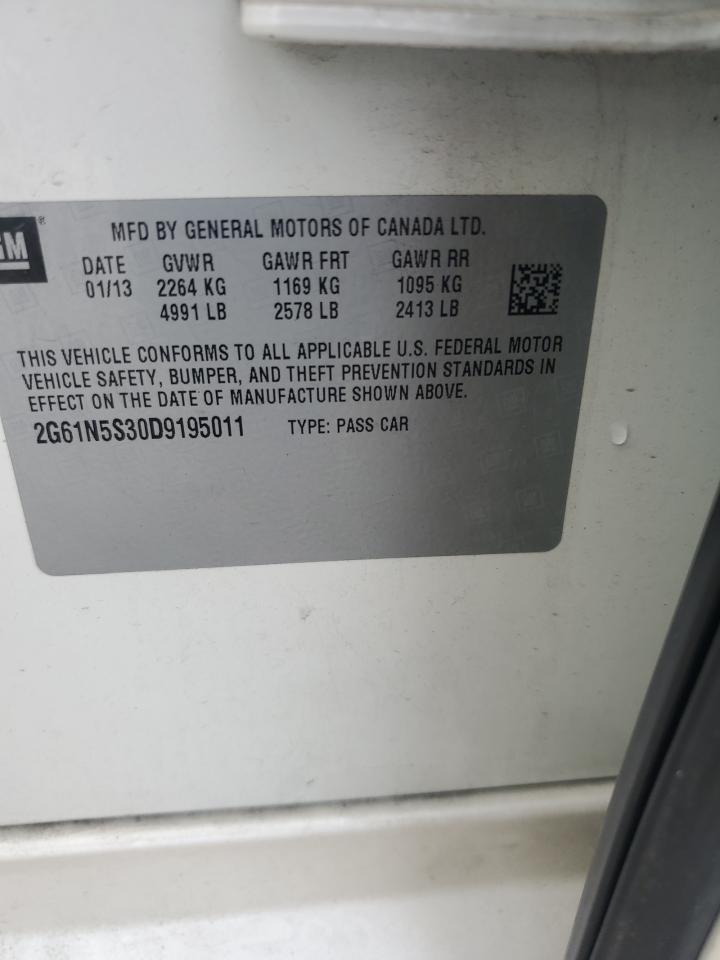 GM®
MFD BY GENERAL MOTORS OF CANADA LTD.
DATE GVWR GAWR FRT GAWR RR
01/13 2264 KG 1169 KG 1095 KG
4991 LB 2578 LB 2413 LB
THIS VEHICLE CONFORMS TO ALL APPLICABLE U.S. FEDERAL MOTOR
VEHICLE SAFETY, BUMPER, AND THEFT PREVENTION STANDARDS IN
EFFECT ON THE DATE OF MANUFACTURE SHOWN ABOVE.
2G61N5S30D9195011 TYPE: PASS CAR